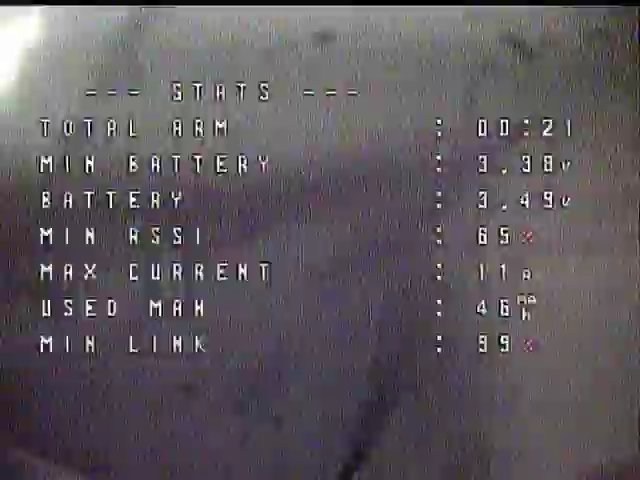 --- STATS ---
TOTAL ARM : 00:21
MIN BATTERY : 3.38V
BATTERY : 3.49V
MIN RSSI : 65%
MAX CURRENT : 11A
USED MAH : 46MAH
MIN LINK : 99%